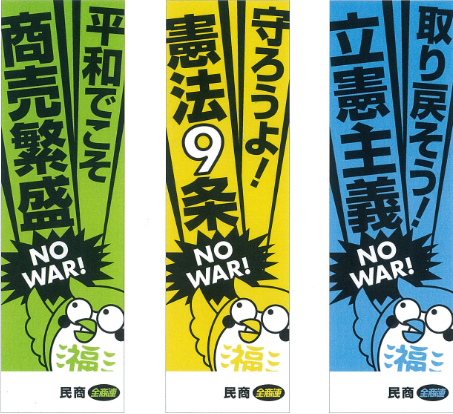 平和でこそ
商売繁盛
NO
WAR!
福
民商 全商連
守ろうよ!
憲法9条
NO
WAR!
福
民商 全商連
取り戻そう!
立憲主義
NO
WAR!
福
民商 全商連